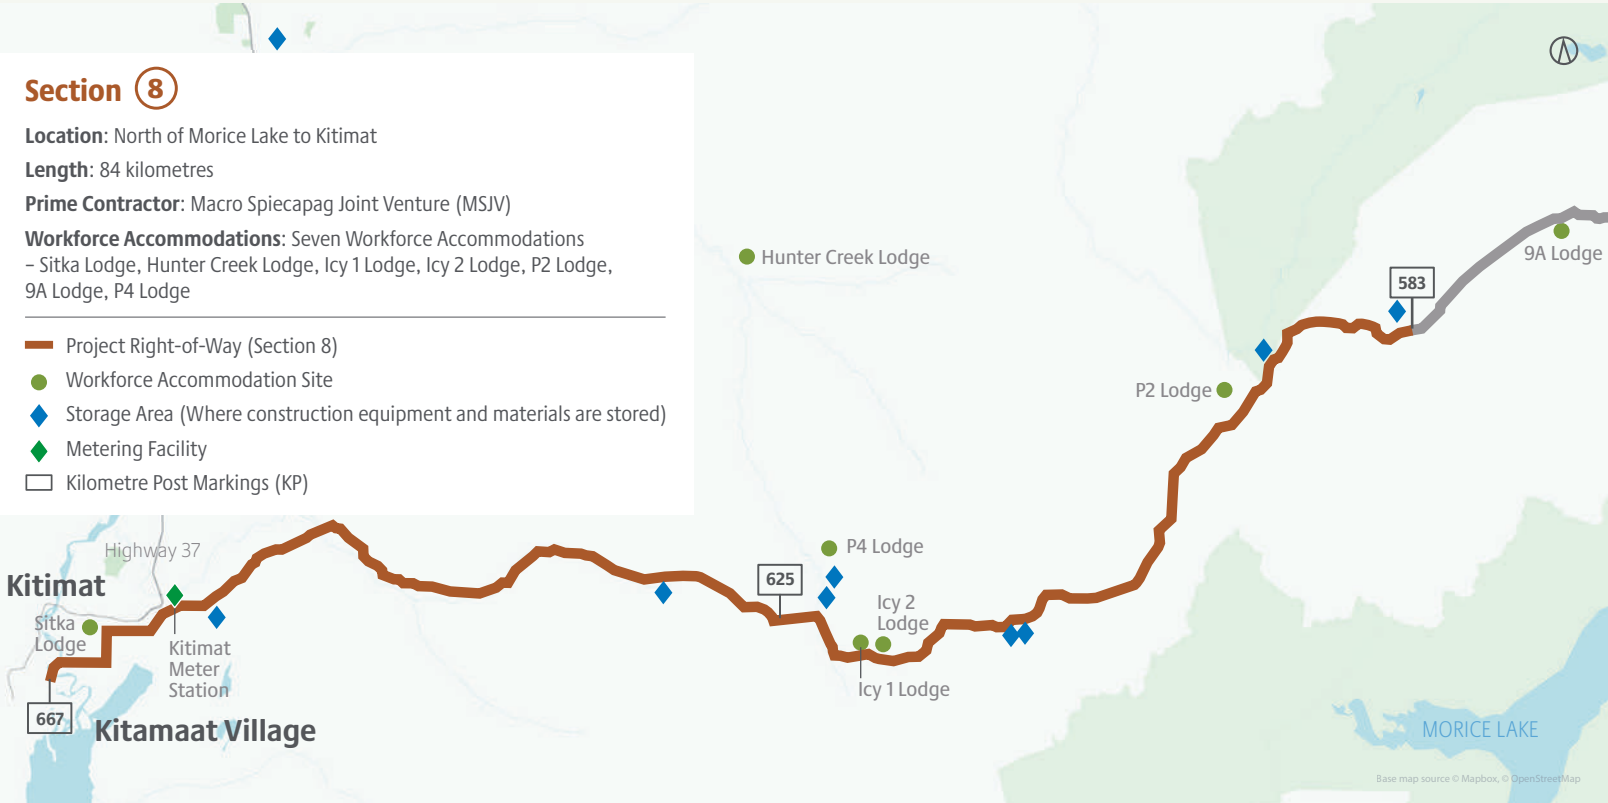 Section 8
Location: North of Morice Lake to Kitimat
Length: 84 kilometres
Prime Contractor: Macro Spiecapag Joint Venture (MSJV)
Workforce Accommodations: Seven Workforce Accommodations
– Sitka Lodge, Hunter Creek Lodge, Icy 1 Lodge, Icy 2 Lodge, P2 Lodge,
9A Lodge, P4 Lodge
Project Right-of-Way (Section 8)
Workforce Accommodation Site
Storage Area (Where construction equipment and materials are stored)
Metering Facility
Kilometre Post Markings (KP)
Hunter Creek Lodge
9A Lodge
583
P2 Lodge
P4 Lodge
625
Icy 2
Lodge
Icy 1 Lodge
Highway 37
Kitimat
Sitka
Lodge
Kitimat
Meter
Station
667
Kitamaat Village
MORICE LAKE
Base map source © Mapbox, © OpenStreetMap